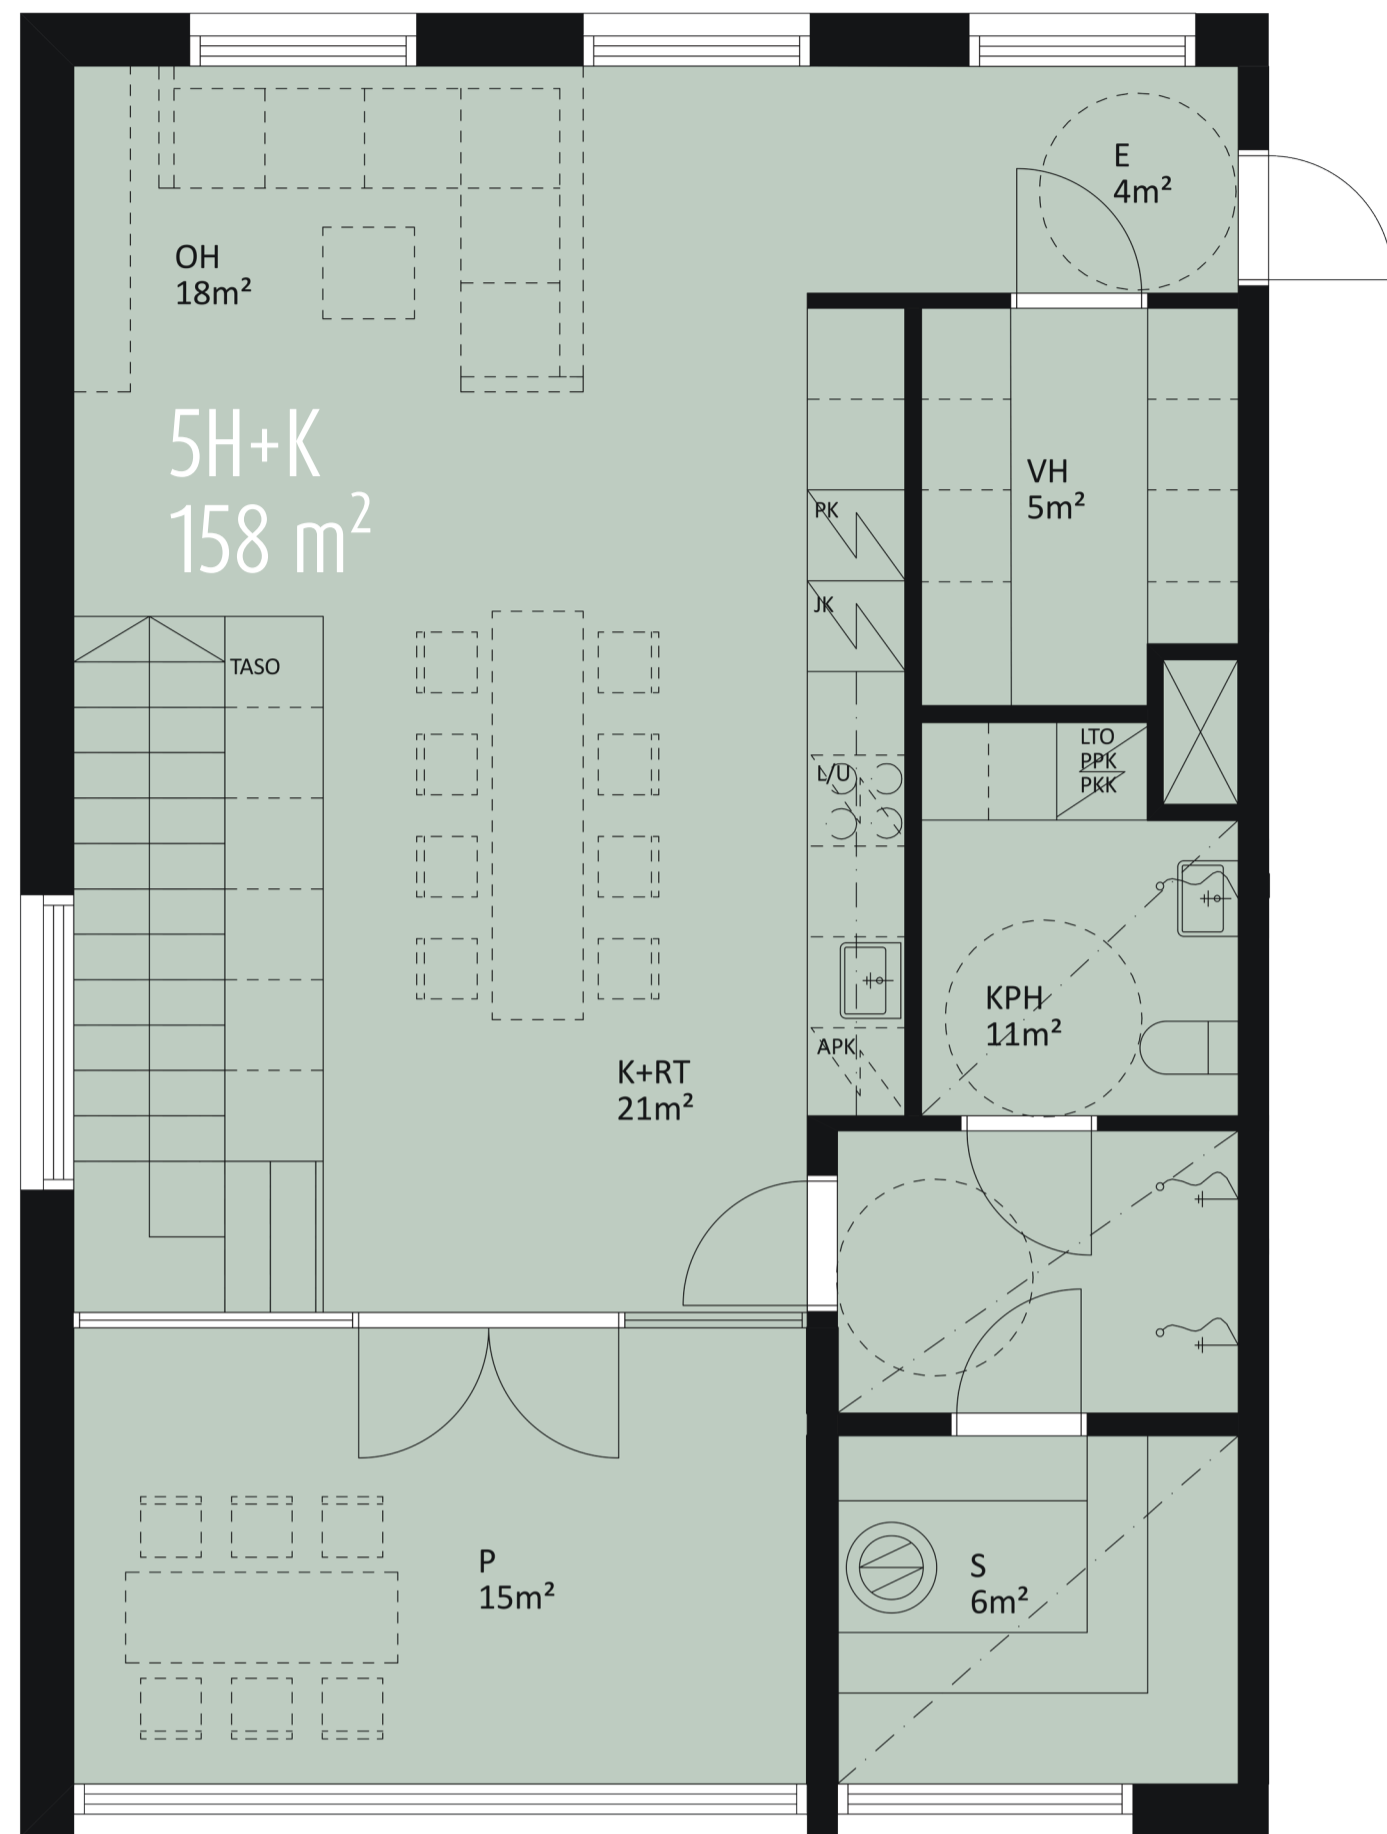 E
4m²
OH
18m²
5H+K
158 m²
VH
5m²
PK
JK
TASO
LTO
PPK
PKK
L/U
KPH
11m²
APK
K+RT
21m²
P
15m²
S
6m²